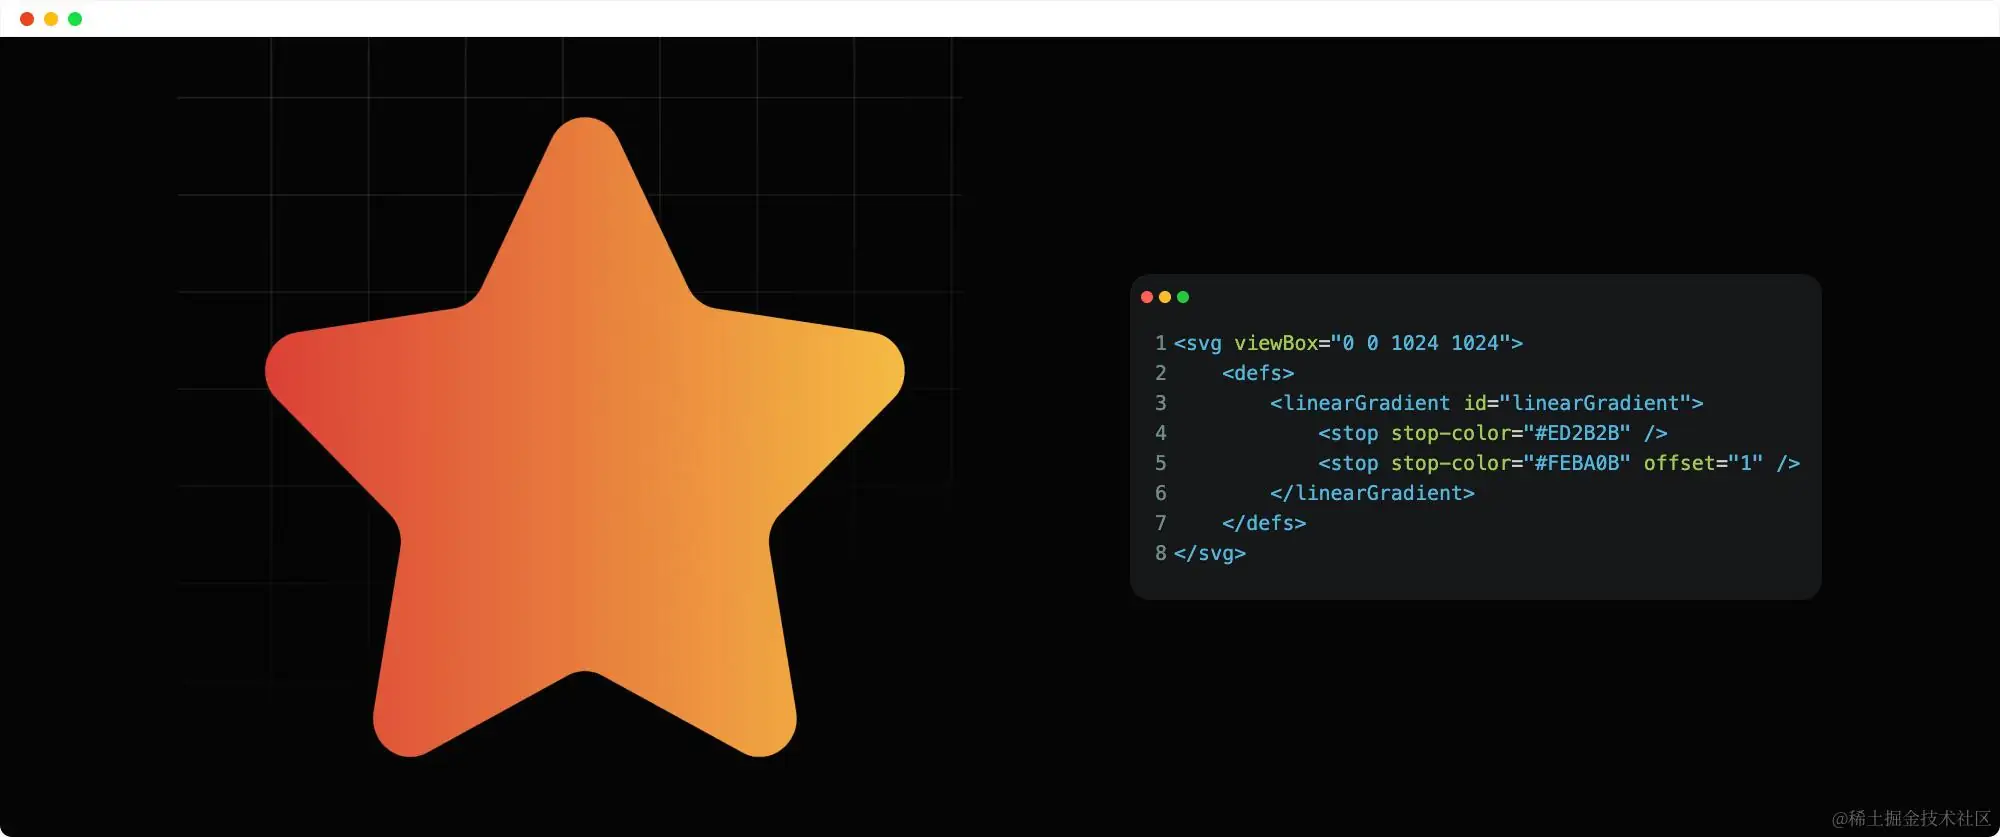 1 <svg viewBox="0 0 1024 1024">
2     <defs>
3         <linearGradient id="linearGradient">
4             <stop stop-color="#ED2B2B" />
5             <stop stop-color="#FEBA0B" offset="1" />
6         </linearGradient>
7     </defs>
8 </svg>
@稀土掘金技术社区